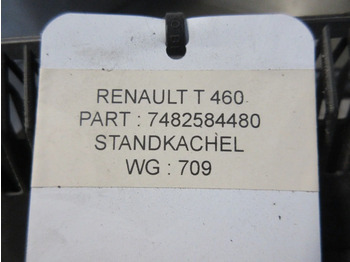 RENAULT T 460
PART : 7482584480
STANDKACHEL
WG : 709